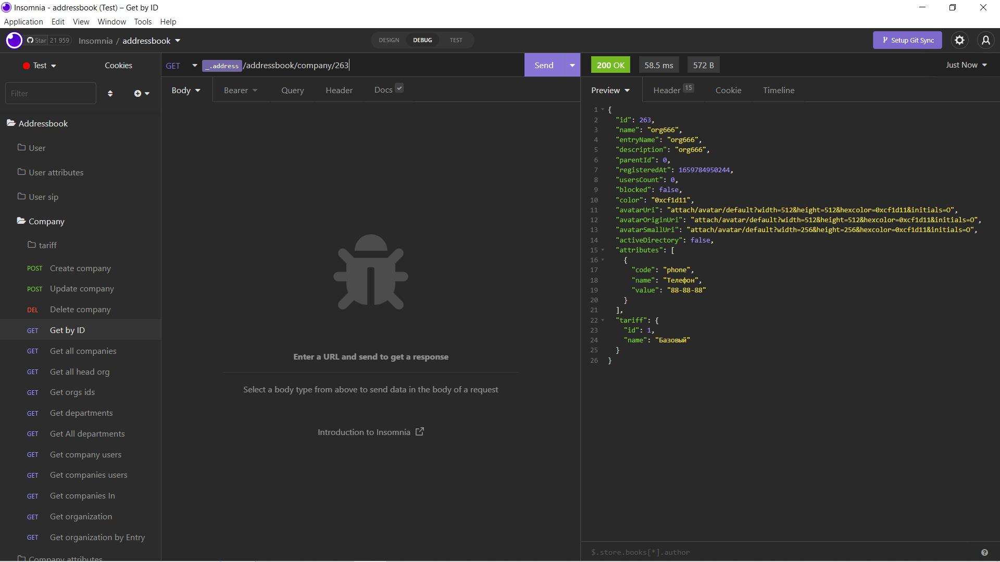 Insomnia - addressbook (Test) – Get by ID
Application Edit View Window Tools Help
Star 21 959 Insomnia / addressbook
DESIGN DEBUG TEST
Setup Git Sync
Test Cookies
Filter
Addressbook
User
User attributes
User sip
Company
tariff
POST Create company
POST Update company
DEL Delete company
GET Get by ID
GET Get all companies
GET Get all head org
GET Get orgs ids
GET Get departments
GET Get All departments
GET Get company users
GET Get companies users
GET Get companies In
GET Get organization
GET Get organization by Entry
Company attributes
GET _.address /addressbook/company/263
Send
Body Bearer Query Header Docs
Enter a URL and send to get a response
Select a body type from above to send data in the body of a request
Introduction to Insomnia
200 OK 58.5 ms 572 B Just Now
Preview Header 15 Cookie Timeline
1 {
2 "id": 263,
3 "name": "org666",
4 "entryName": "org666",
5 "description": "org666",
6 "parentId": 0,
7 "registeredAt": 1659784950244,
8 "usersCount": 0,
9 "blocked": false,
10 "color": "0xcf1d11",
11 "avatarUri": "attach/avatar/default?width=512&height=512&hexcolor=0xcf1d11&initials=O",
12 "avatarOriginUri": "attach/avatar/default?width=512&height=512&hexcolor=0xcf1d11&initials=O",
13 "avatarSmallUri": "attach/avatar/default?width=256&height=256&hexcolor=0xcf1d11&initials=O",
14 "activeDirectory": false,
15 "attributes": [
16 {
17 "code": "phone",
18 "name": "Телефон",
19 "value": "88-88-88"
20 }
21 ],
22 "tariff": {
23 "id": 1,
24 "name": "Базовый"
25 }
26 }
$.store.books[*].author